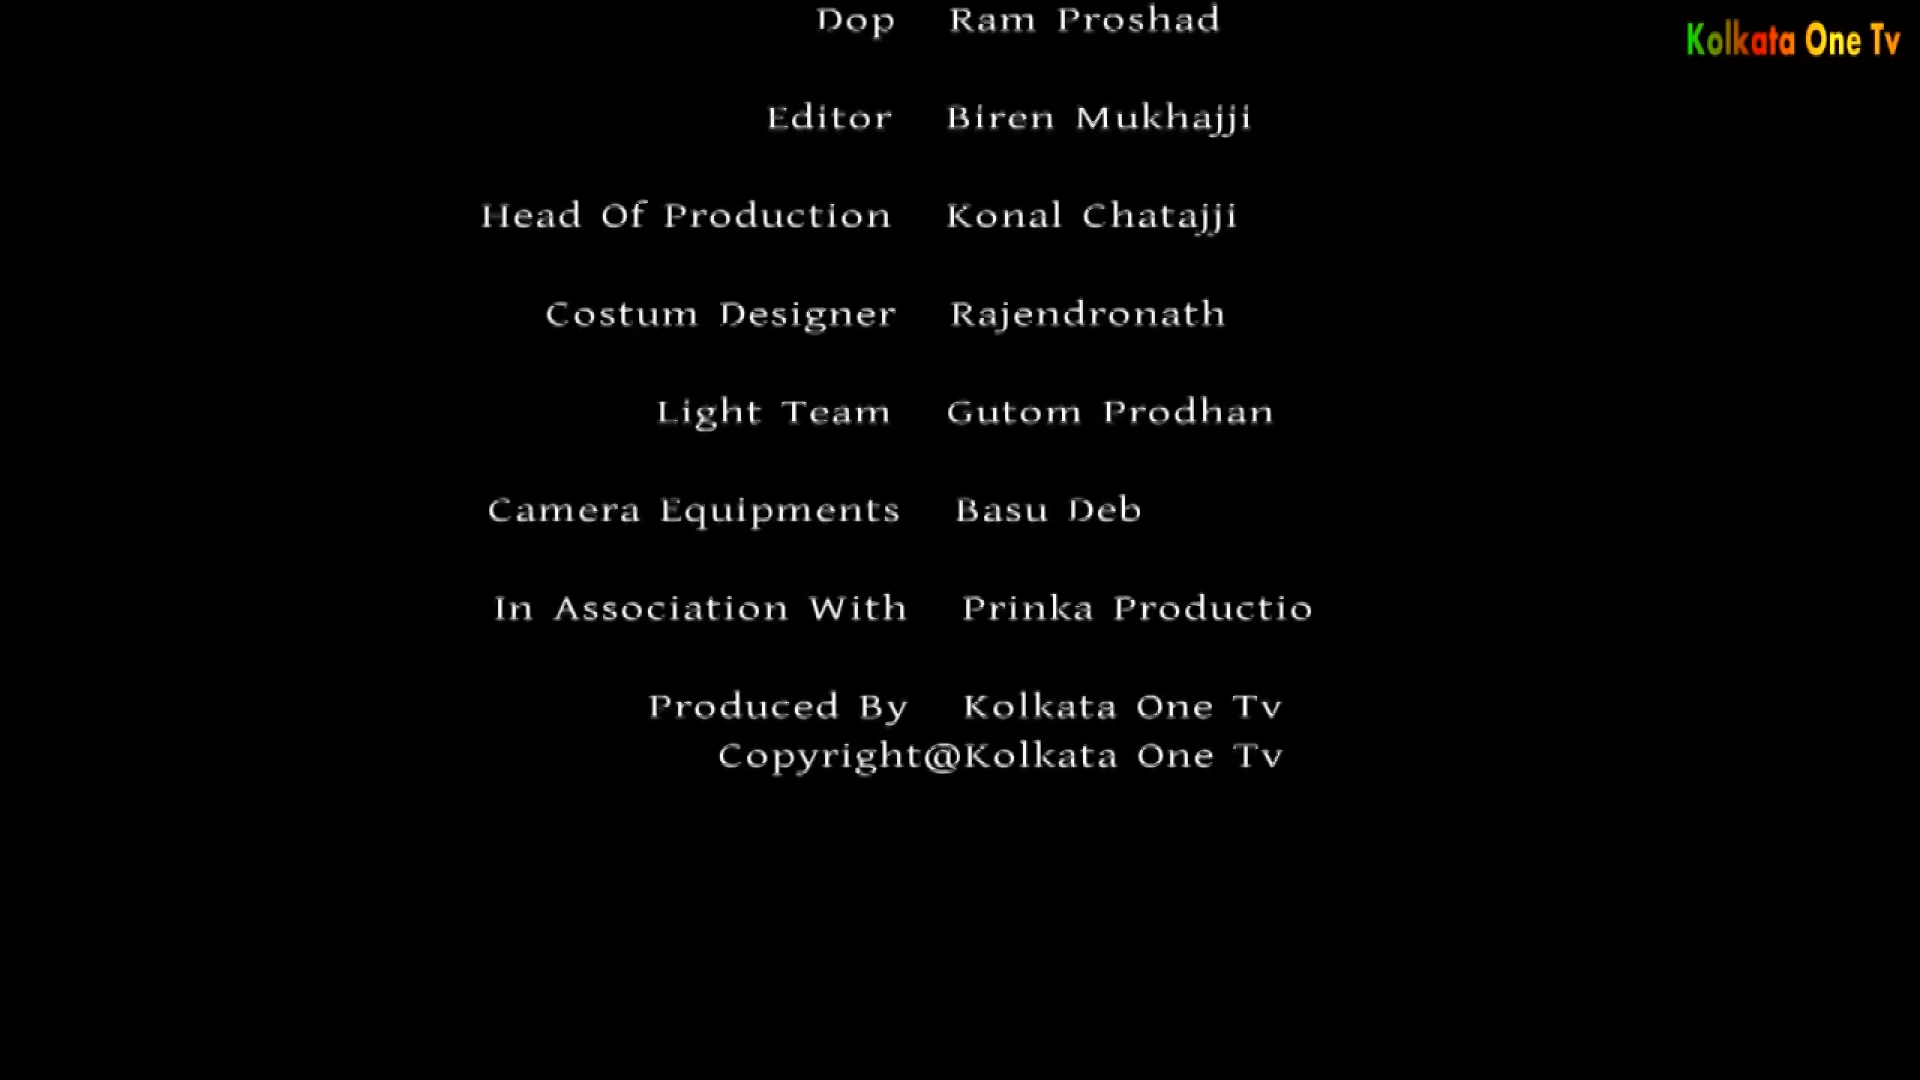 Dop Ram Proshad
Kolkata One Tv
Editor Biren Mukhajji
Head Of Production Konal Chatajji
Costum Designer Rajendronath
Light Team Gutom Prodhan
Camera Equipments Basu Deb
In Association With Prinka Productio
Produced By Kolkata One Tv
Copyright@Kolkata One Tv